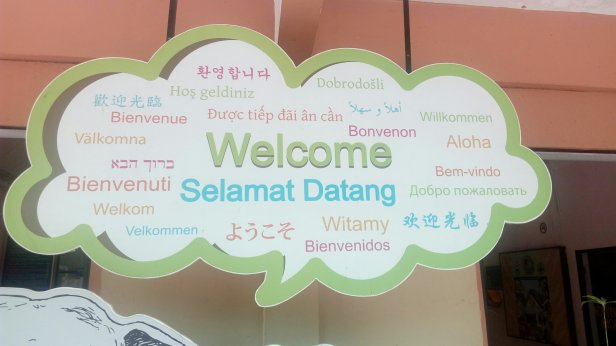 환영합니다
Dobrodošli
歡迎光臨
Hoş geldiniz
Bienvenue
Được tiếp đãi ân cần
أهلاً و سهلاً
Willkommen
Välkomna
Bonvenon
Aloha
Welcome
ברוך הבא
Bem-vindo
Bienvenuti
Selamat Datang
Добро пожаловать
Welkom
Velkommen
ようこそ
Witamy
欢迎光临
Bienvenidos